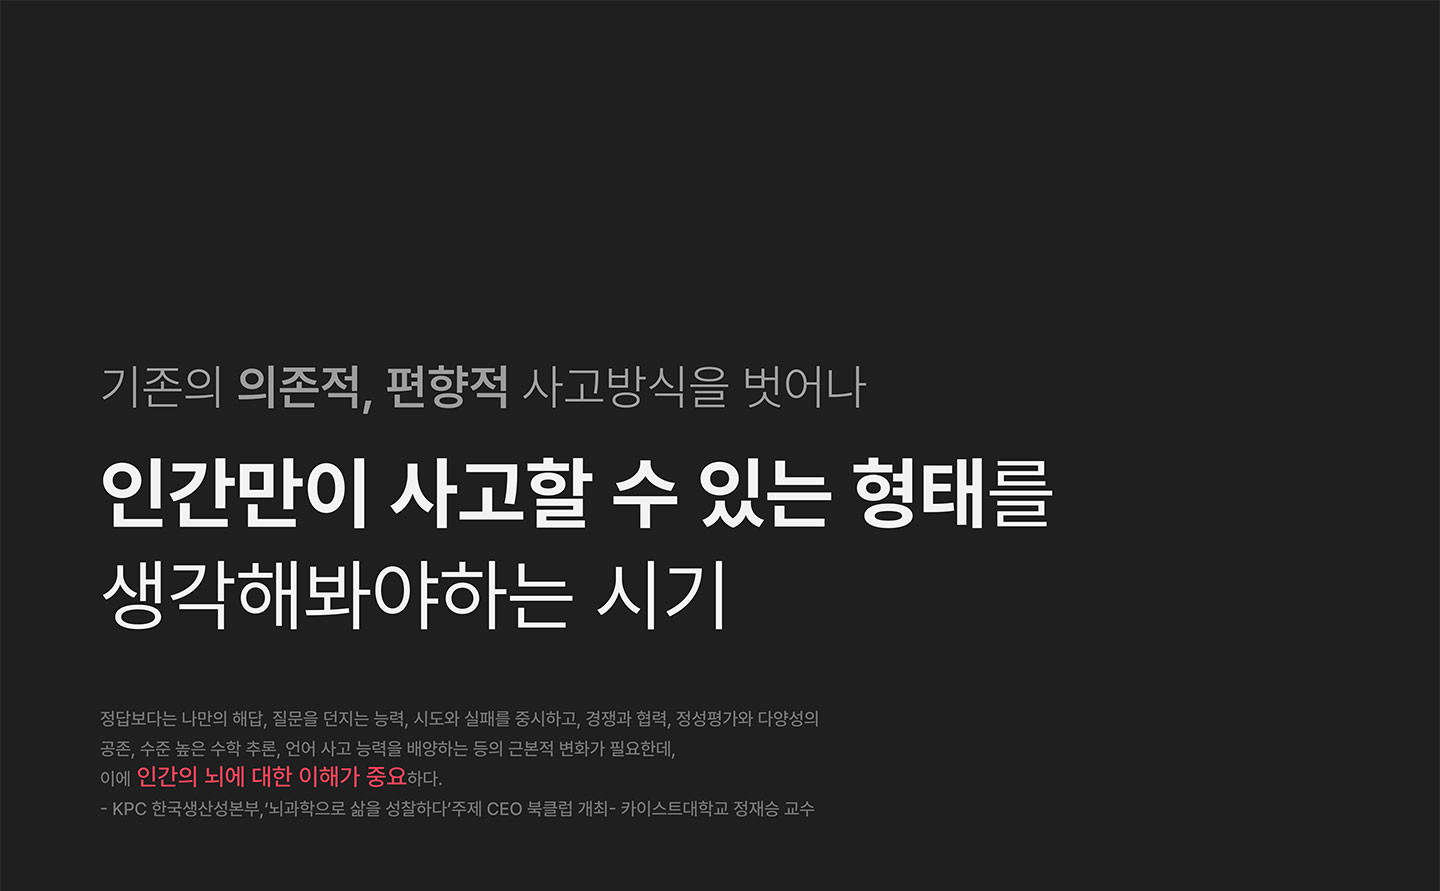 기존의 의존적, 편향적 사고방식을 벗어나
인간만이 사고할 수 있는 형태를
생각해봐야하는 시기
정답보다는 나만의 해답, 질문을 던지는 능력, 시도와 실패를 중시하고, 경쟁과 협력, 정성평가와 다양성의
공존, 수준 높은 수학 추론, 언어 사고 능력을 배양하는 등의 근본적 변화가 필요한데,
이에 인간의 뇌에 대한 이해가 중요하다.
- KPC 한국생산성본부,‘뇌과학으로 삶을 성찰하다’주제 CEO 북클럽 개최- 카이스트대학교 정재승 교수